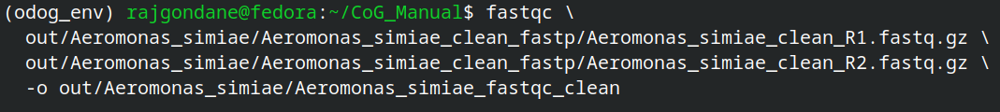 (odog_env) rajgondane@fedora:~/CoG_Manual$ fastqc \
out/Aeromonas_simiae/Aeromonas_simiae_clean_fastp/Aeromonas_simiae_clean_R1.fastq.gz \
out/Aeromonas_simiae/Aeromonas_simiae_clean_fastp/Aeromonas_simiae_clean_R2.fastq.gz \
-o out/Aeromonas_simiae/Aeromonas_simiae_fastqc_clean